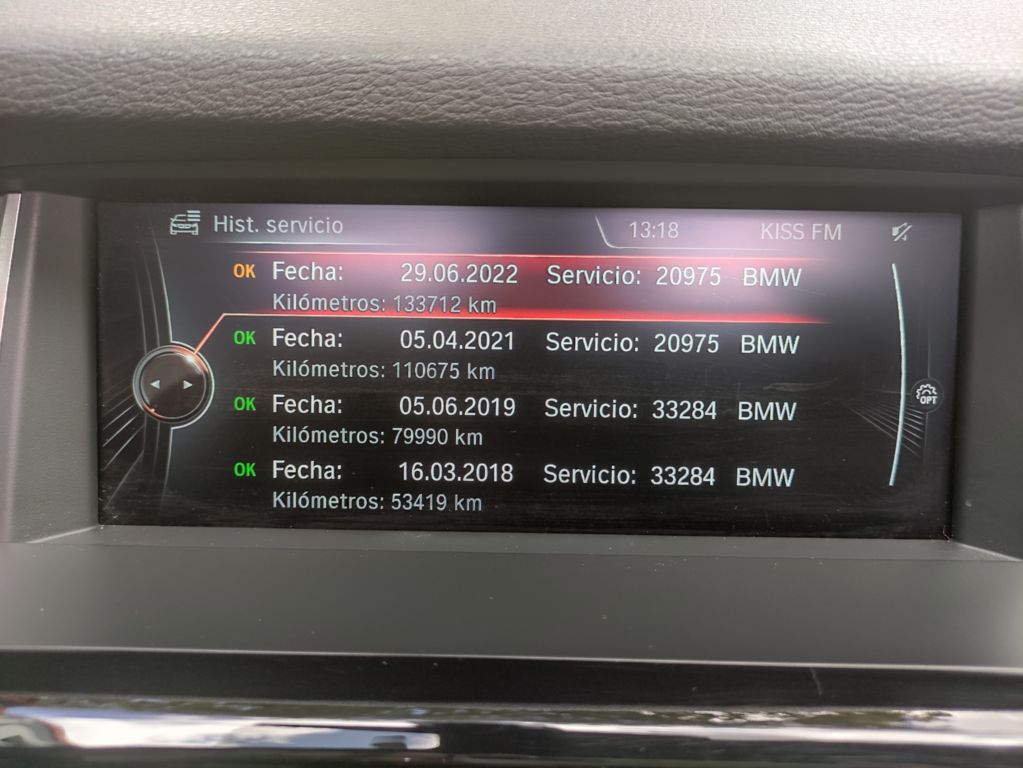 Hist. servicio 13:18 KISS FM
OK Fecha: 29.06.2022 Servicio: 20975 BMW
Kilómetros: 133712 km
OK Fecha: 05.04.2021 Servicio: 20975 BMW
Kilómetros: 110675 km
OK Fecha: 05.06.2019 Servicio: 33284 BMW
Kilómetros: 79990 km
OPT
OK Fecha: 16.03.2018 Servicio: 33284 BMW
Kilómetros: 53419 km